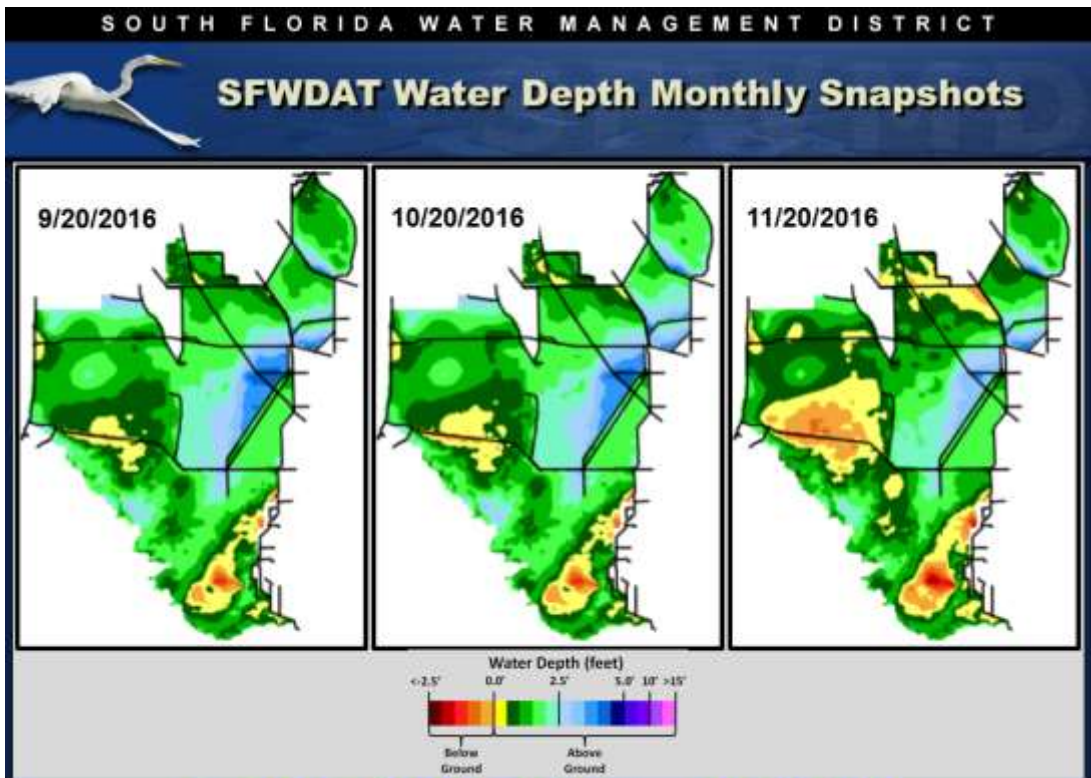 SOUTH FLORIDA WATER MANAGEMENT DISTRICT
SFWDAT Water Depth Monthly Snapshots
9/20/2016
10/20/2016
11/20/2016
Water Depth (feet)
<-2.5' 0.0' 2.5' 5.0' 10' >15'
Below Above
Ground Ground